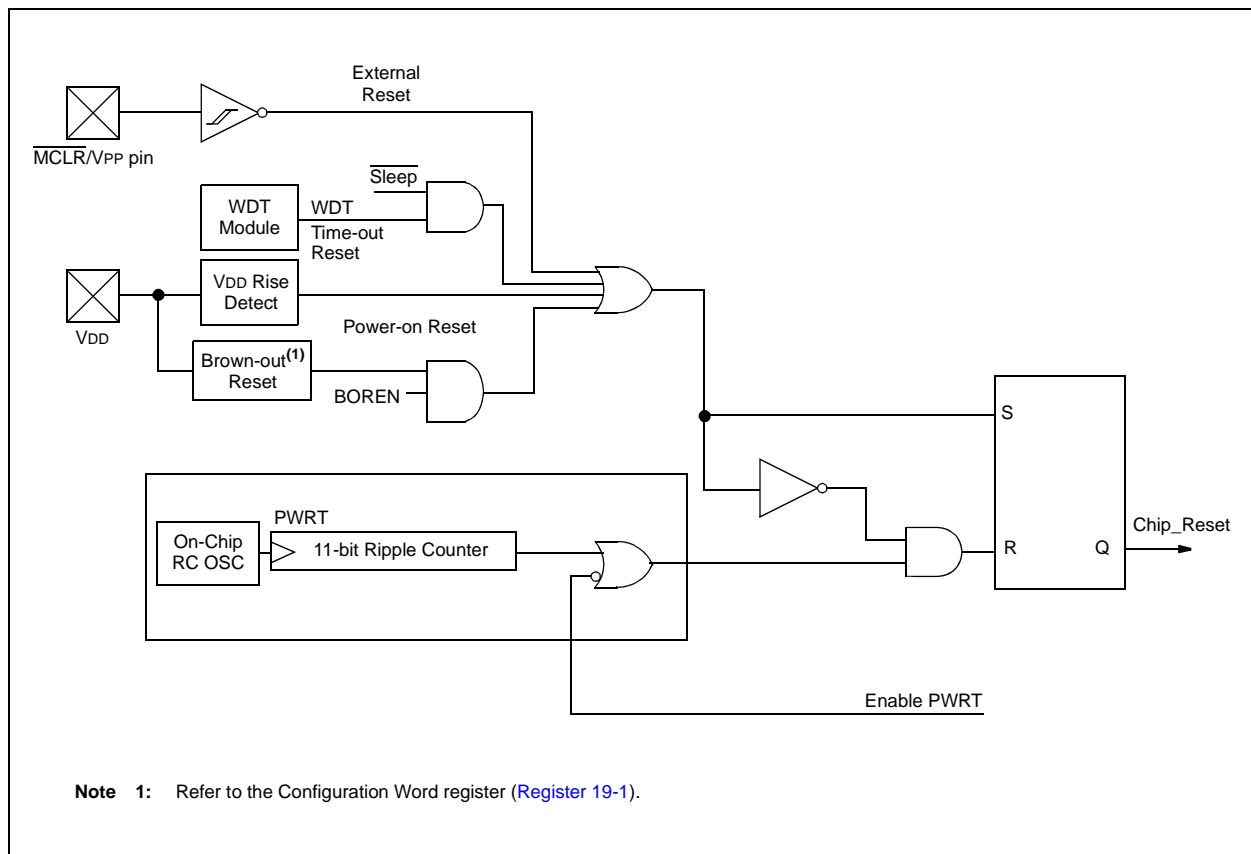 External
Reset
MCLR/VPP pin
Sleep
WDT
Module
WDT
Time-out
Reset
VDD Rise
Detect
VDD
Power-on Reset
Brown-out(1)
Reset
BOREN
S
PWRT
On-Chip
RC OSC
11-bit Ripple Counter
R
Q
Chip_Reset
Enable PWRT
Note 1: Refer to the Configuration Word register (Register 19-1).